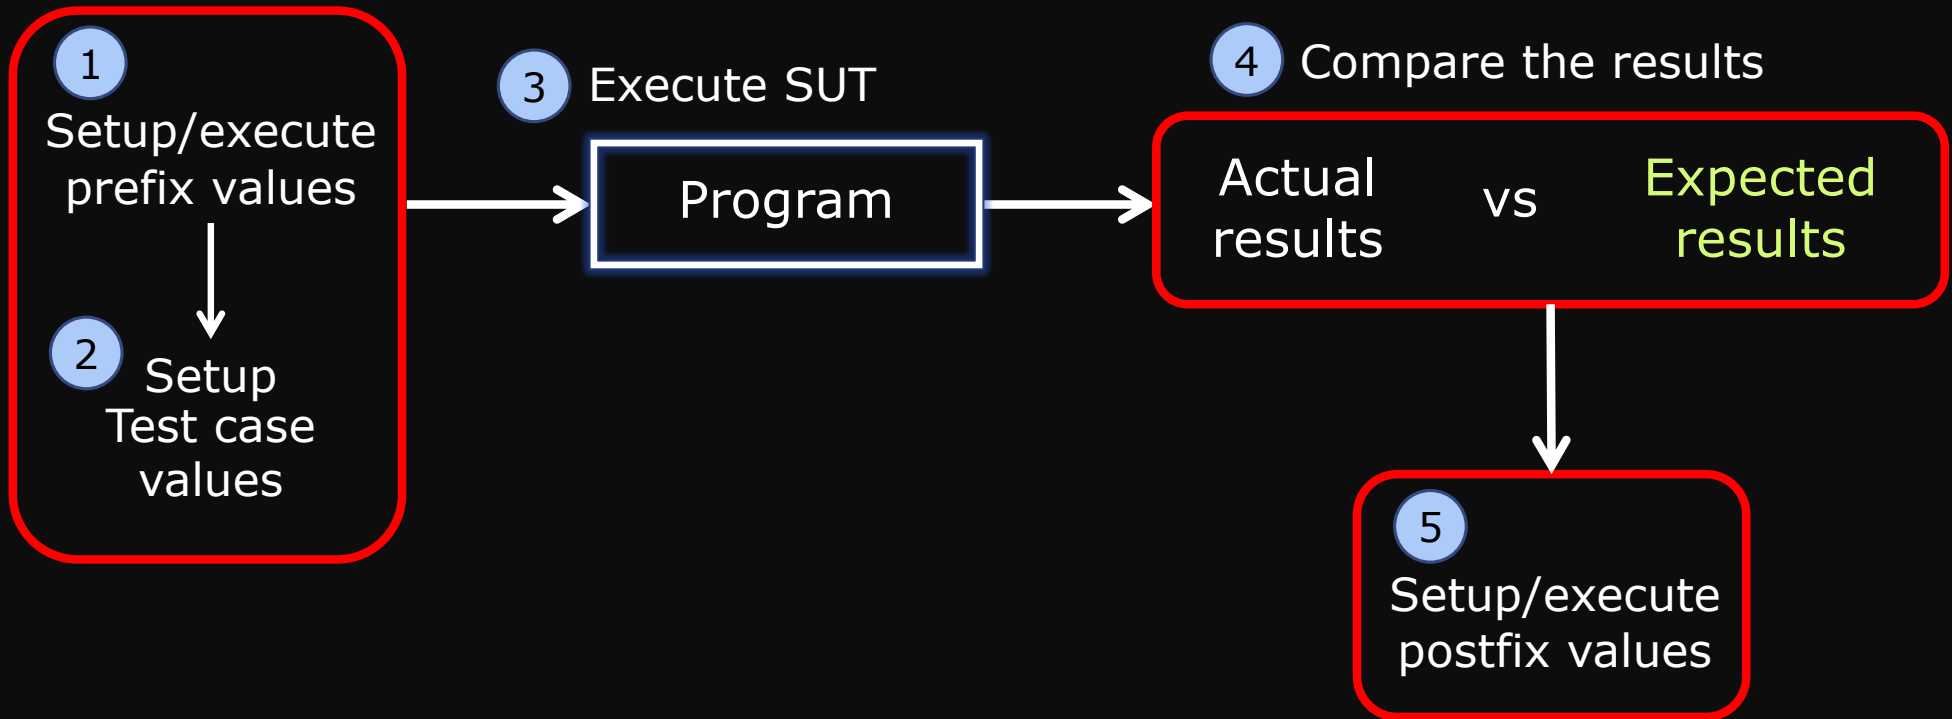 1
Setup/execute
prefix values
2
Setup
Test case
values
3
Execute SUT
Program
4
Compare the results
Actual
results
vs
Expected
results
5
Setup/execute
postfix values